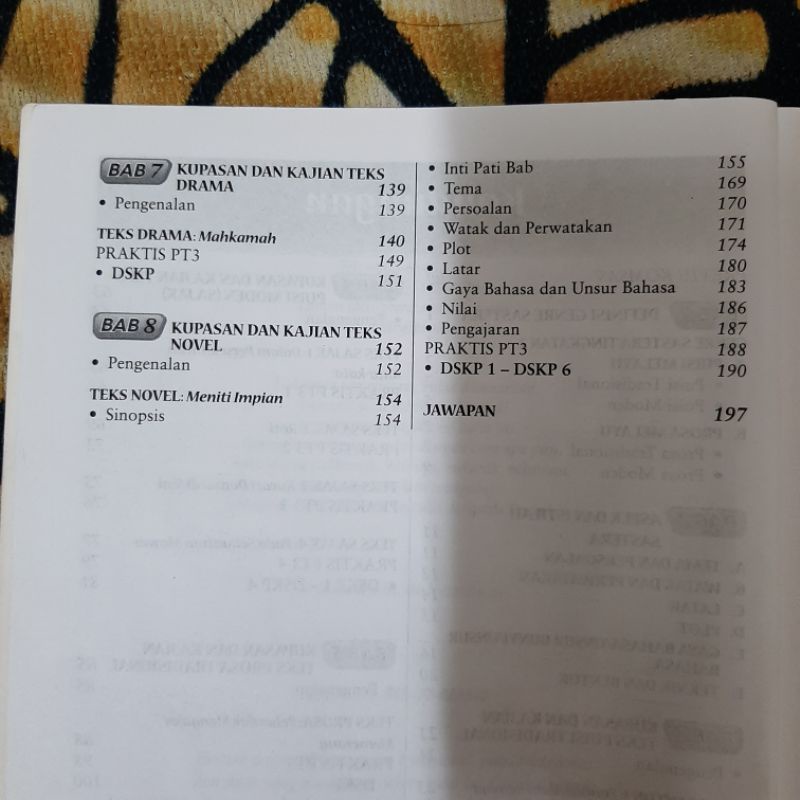 BAB 7 KUPASAN DAN KAJIAN TEKS
DRAMA 139
• Pengenalan 139
TEKS DRAMA: Mahkamah 140
PRAKTIS PT3 149
• DSKP 151
BAB 8 KUPASAN DAN KAJIAN TEKS
NOVEL 152
• Pengenalan 152
TEKS NOVEL: Meniti Impian 154
• Sinopsis 154
• Inti Pati Bab 155
• Tema 169
• Persoalan 170
• Watak dan Perwatakan 171
• Plot 174
• Latar 180
• Gaya Bahasa dan Unsur Bahasa 183
• Nilai 186
• Pengajaran 187
PRAKTIS PT3 188
• DSKP 1 – DSKP 6 190
JAWAPAN 197